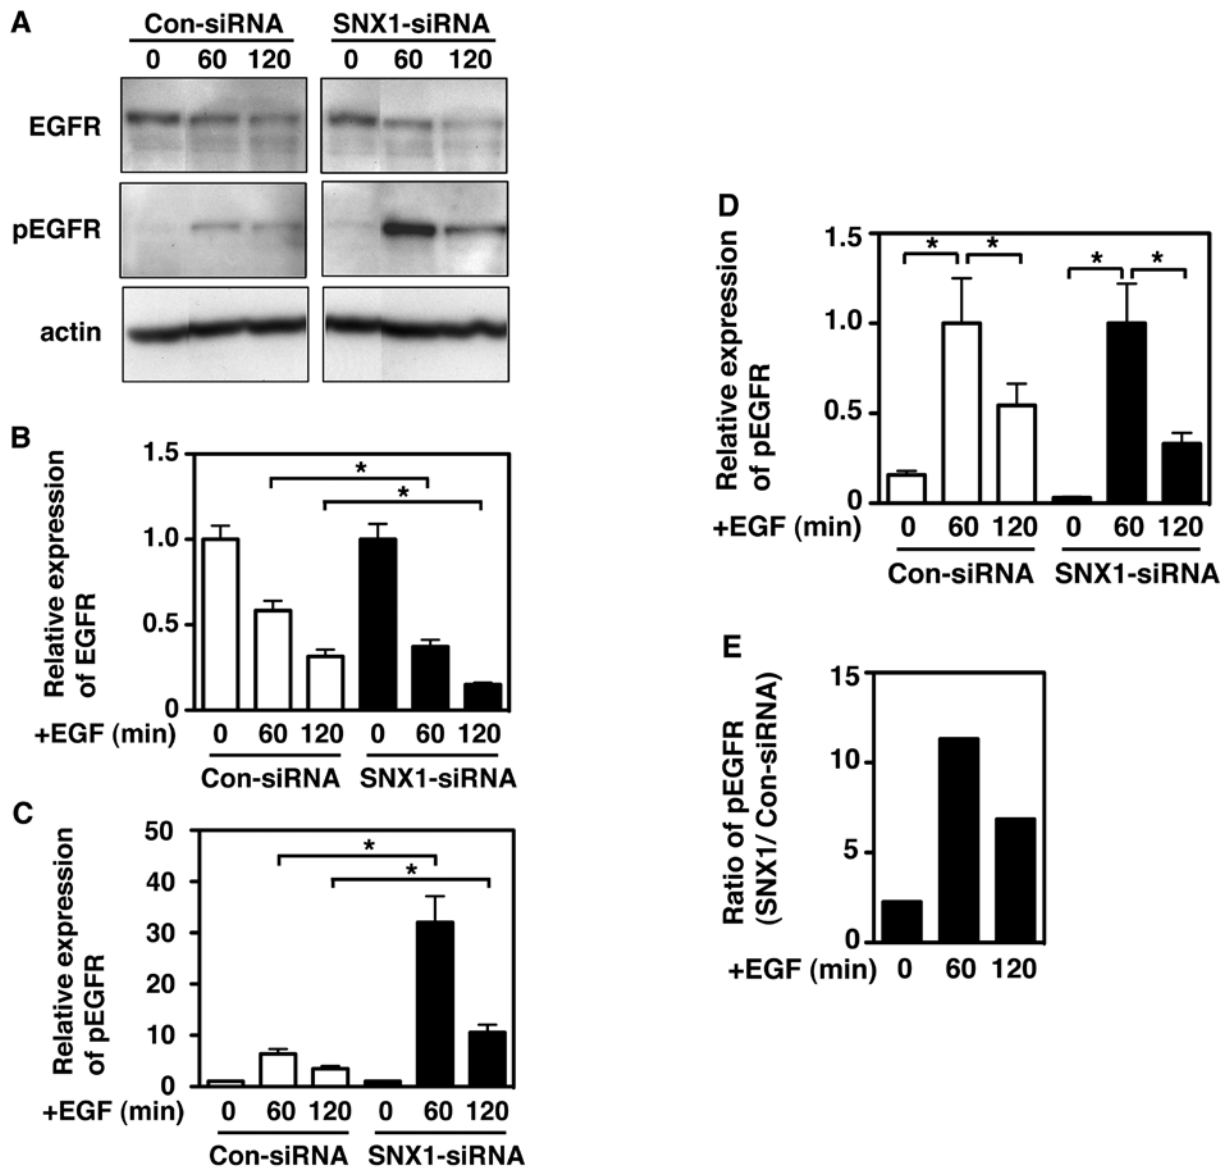 A
Con-siRNA SNX1-siRNA
0 60 120 0 60 120
EGFR
pEGFR
actin
B
Relative expression
of EGFR
1.5
1.0
0.5
0
* *
+EGF (min) 0 60 120 0 60 120
Con-siRNA SNX1-siRNA
C
Relative expression
of pEGFR
50
40
30
20
10
0
* *
+EGF (min) 0 60 120 0 60 120
Con-siRNA SNX1-siRNA
D
Relative expression
of pEGFR
1.5
1.0
0.5
0
* * * *
+EGF (min) 0 60 120 0 60 120
Con-siRNA SNX1-siRNA
E
Ratio of pEGFR
(SNX1/ Con-siRNA)
15
10
5
0
+EGF (min) 0 60 120